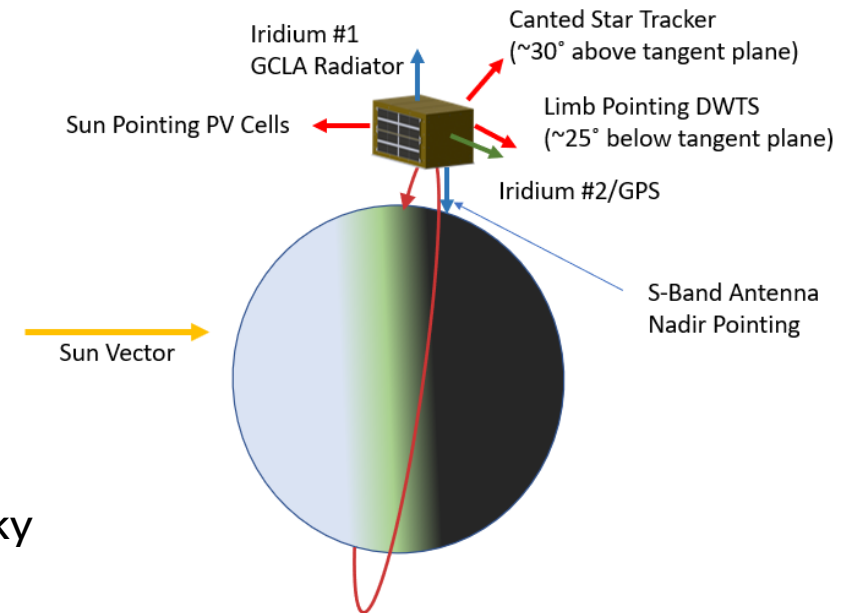 Iridium #1
GCLA Radiator
Canted Star Tracker
(~30˚ above tangent plane)
Sun Pointing PV Cells
Limb Pointing DWTS
(~25˚ below tangent plane)
Iridium #2/GPS
S-Band Antenna
Nadir Pointing
Sun Vector
ky